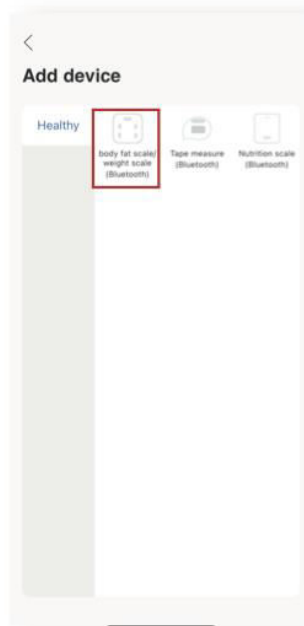 Add device
Healthy
body fat scale/
weight scale
(Bluetooth)
Tape measure
(Bluetooth)
Nutrition scale
(Bluetooth)